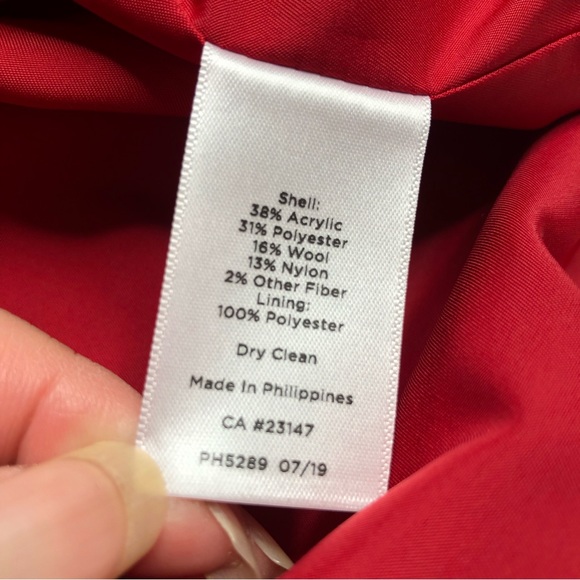 Shell:
38% Acrylic
31% Polyester
16% Wool
13% Nylon
2% Other Fiber
Lining:
100% Polyester
Dry Clean
Made In Philippines
CA #23147
PH5289 07/19